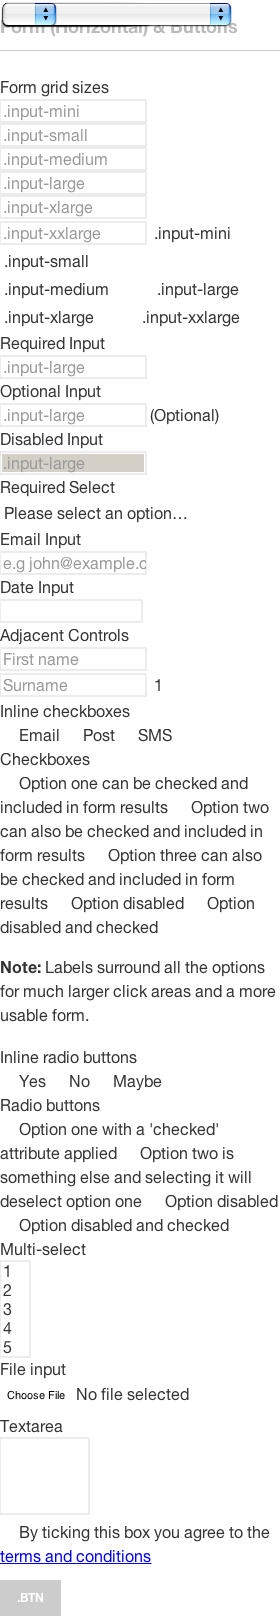 Form (Horizontal) & Buttons
Form grid sizes
.input-mini
.input-small
.input-medium
.input-large
.input-xlarge
.input-xxlarge .input-mini
.input-small
.input-medium .input-large
.input-xlarge .input-xxlarge
Required Input
.input-large
Optional Input
.input-large (Optional)
Disabled Input
.input-large
Required Select
Please select an option…
Email Input
e.g john@example.c
Date Input
Adjacent Controls
First name
Surname 1
Inline checkboxes
Email Post SMS
Checkboxes
Option one can be checked and
included in form results Option two
can also be checked and included in
form results Option three can also
be checked and included in form
results Option disabled Option
disabled and checked
Note: Labels surround all the options
for much larger click areas and a more
usable form.
Inline radio buttons
Yes No Maybe
Radio buttons
Option one with a 'checked'
attribute applied Option two is
something else and selecting it will
deselect option one Option disabled
Option disabled and checked
Multi-select
1
2
3
4
5
File input
Choose File No file selected
Textarea
By ticking this box you agree to the
terms and conditions
.BTN